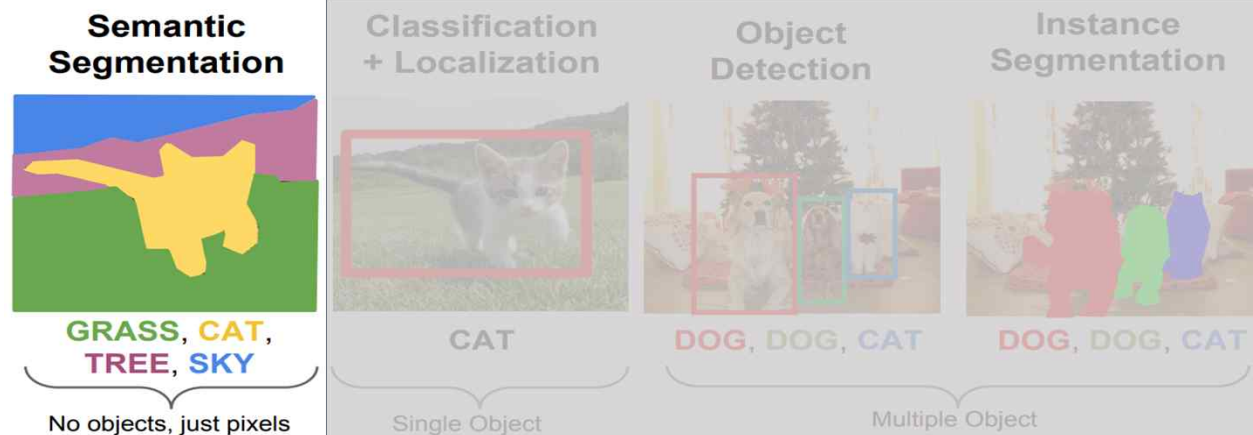 Semantic
Segmentation
GRASS, CAT,
TREE, SKY
No objects, just pixels
Classification
+ Localization
CAT
Single Object
Object
Detection
DOG, DOG, CAT
Instance
Segmentation
DOG, DOG, CAT
Multiple Object